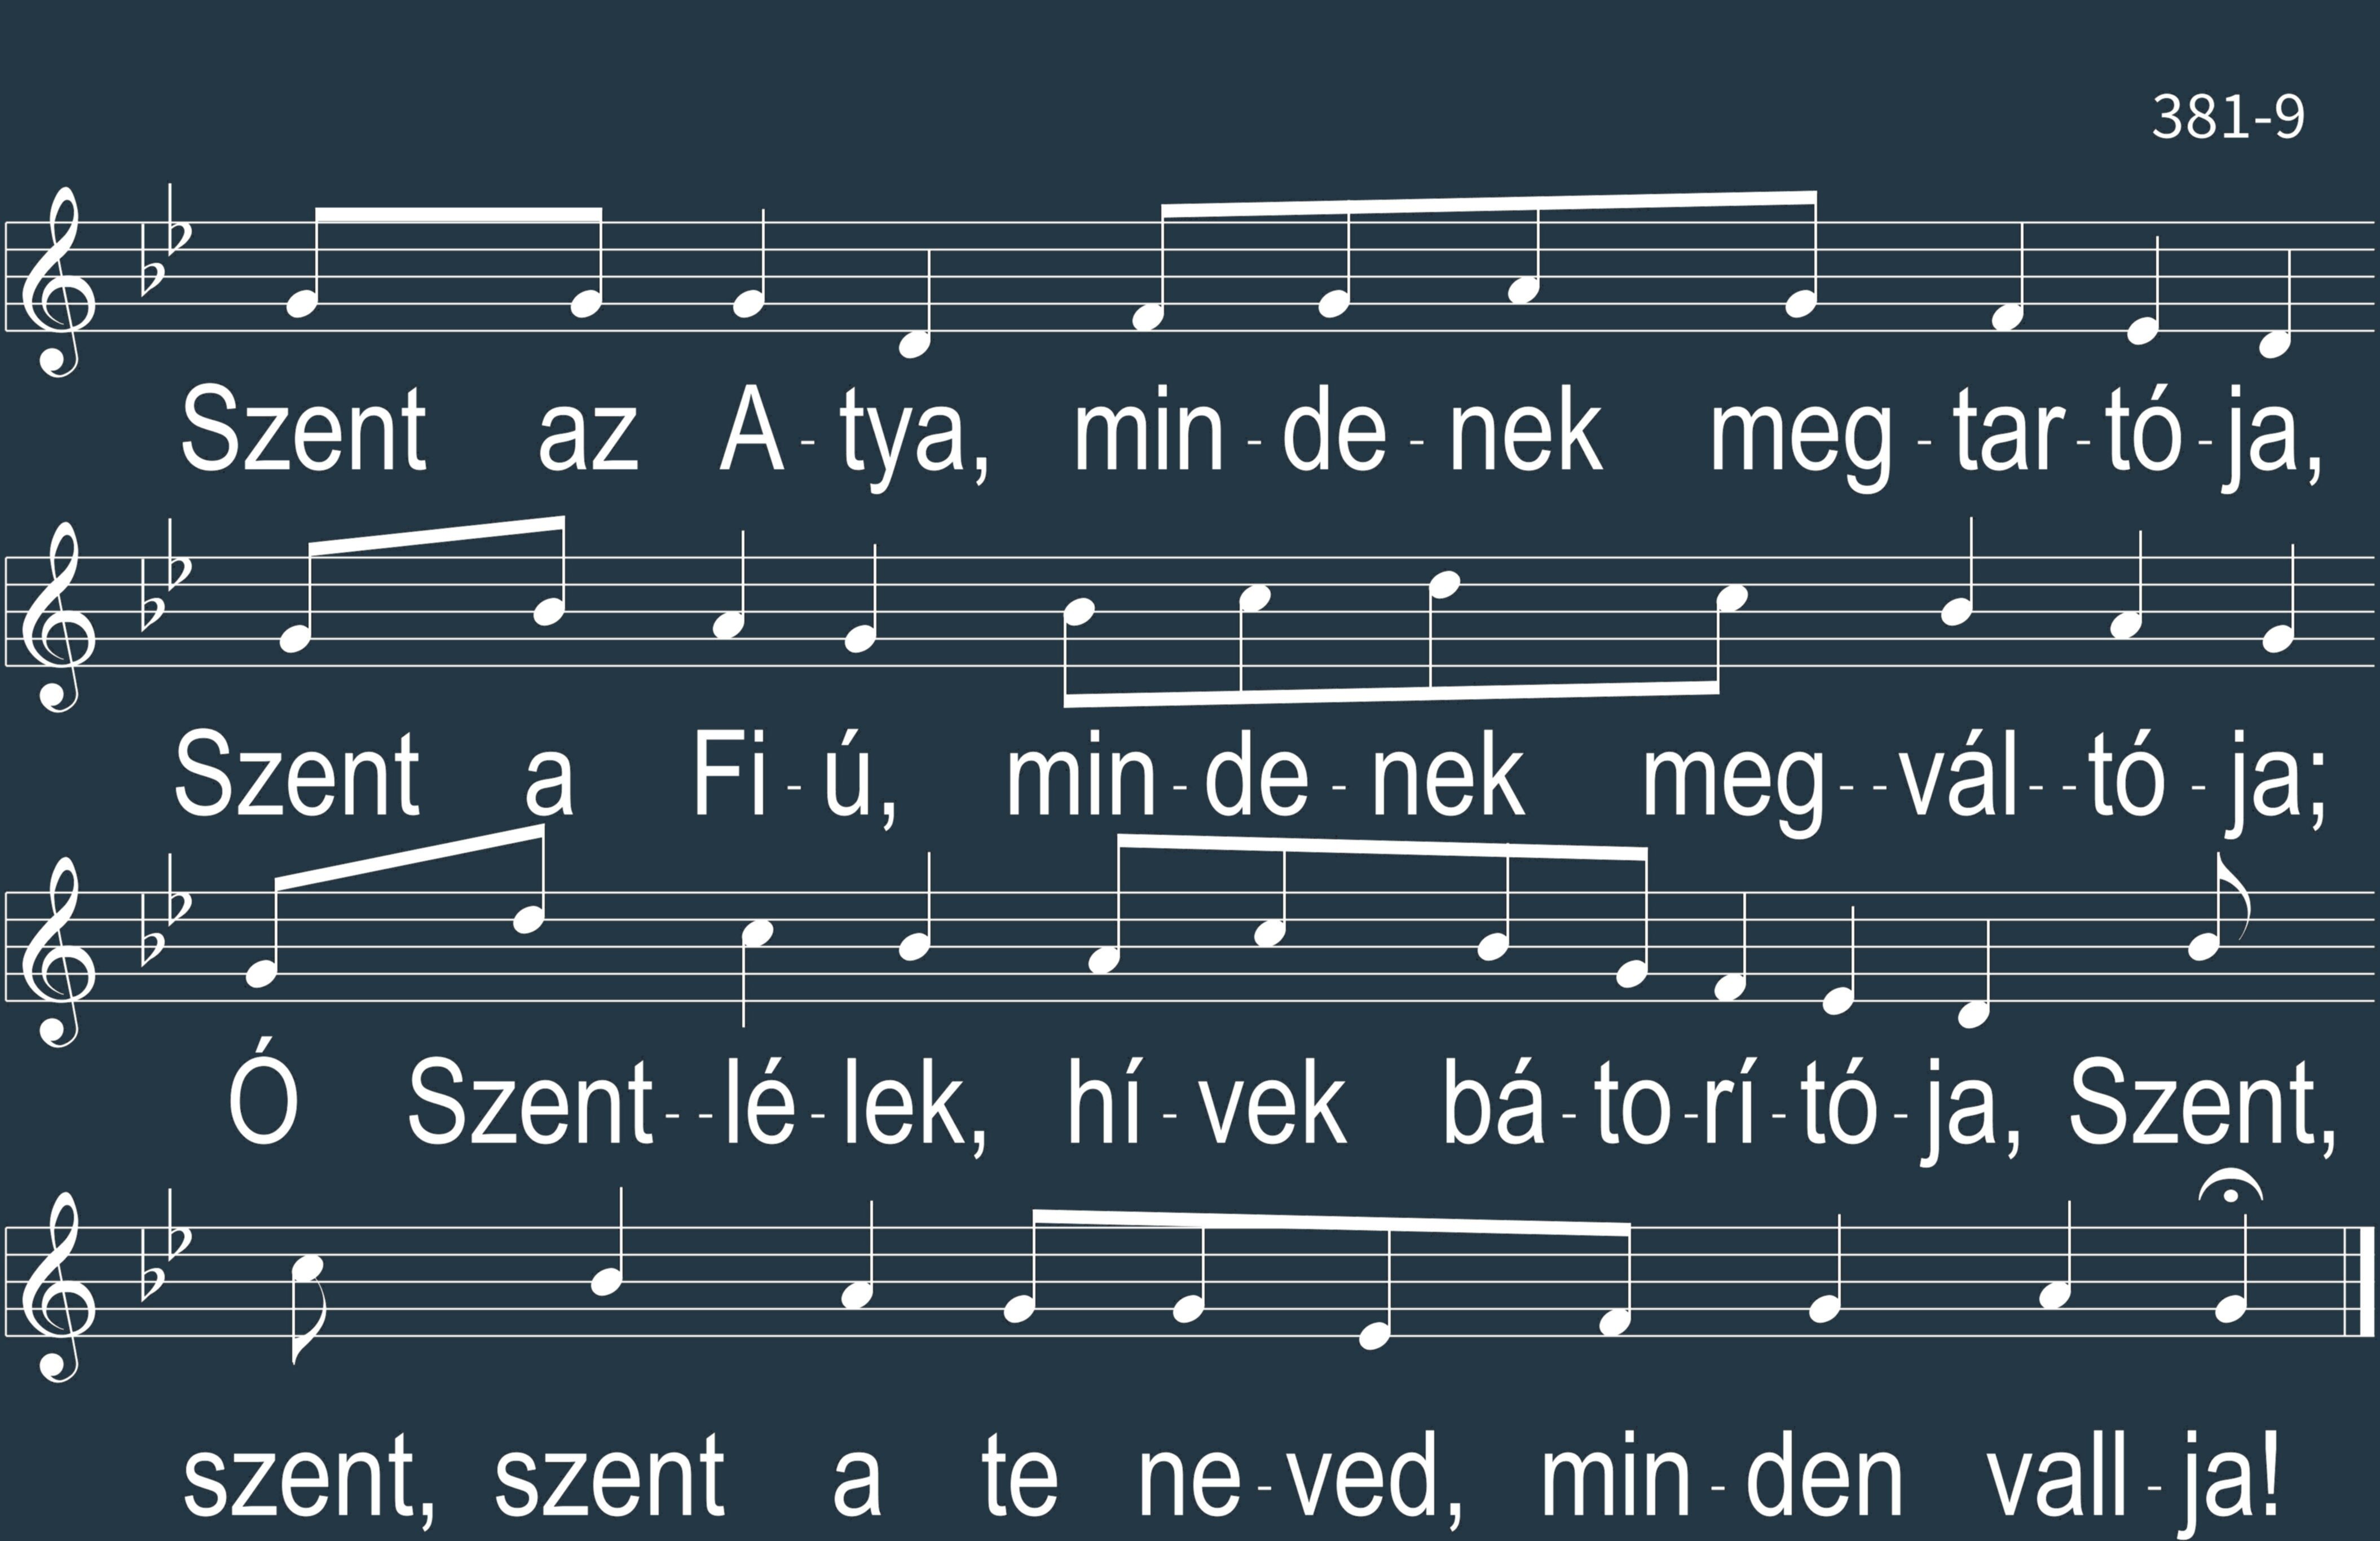 381-9
Szent az A - tya, min - de - nek meg - tar - tó - ja,
Szent a Fi - ú, min - de - nek meg - - vál - - tó - ja;
Ó Szent - - lé - lek, hí - vek bá - to - rí - tó - ja, Szent,
szent, szent a te ne - ved, min - den vall - ja!